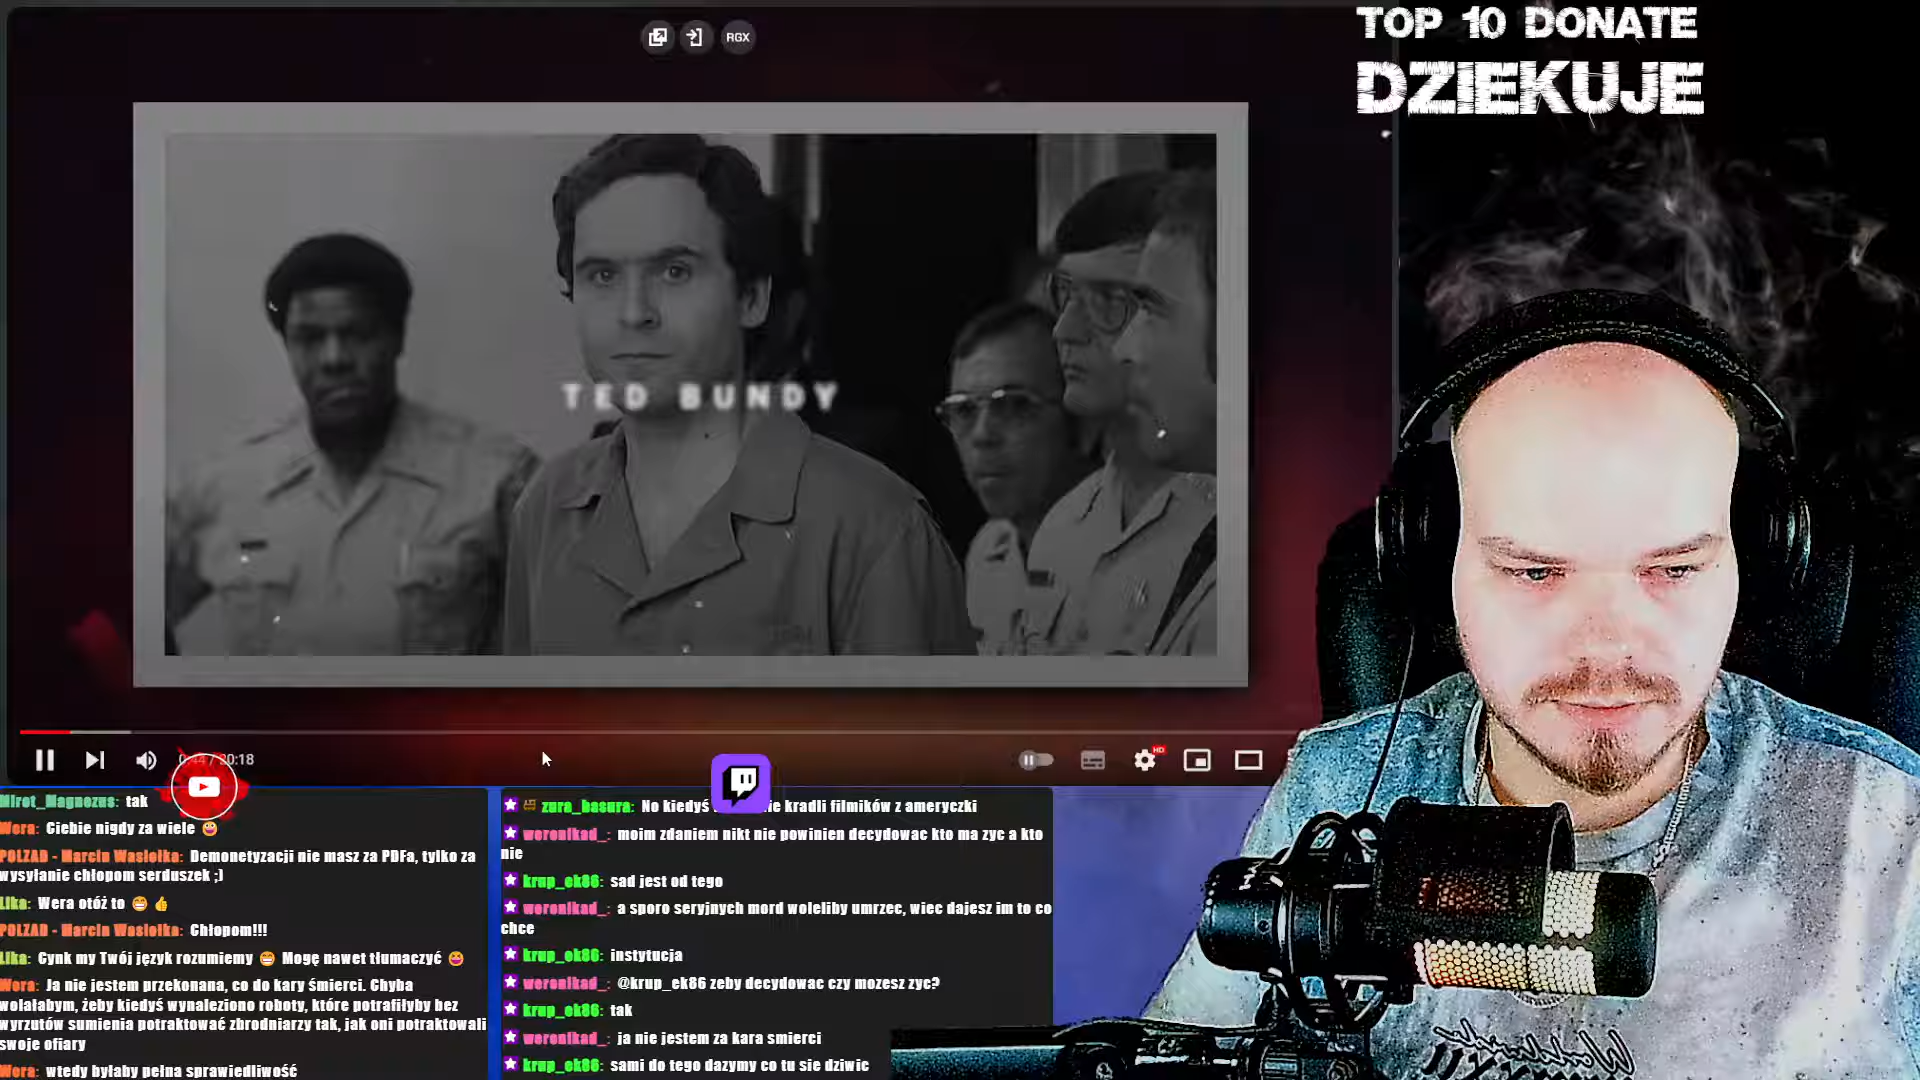 RGX
TOP 10 DONATE
DZIEKUJE
TED BUNDY
0:44 / 20:18
HD
Mirot_Magnezus: tak
Wera: Ciebie nigdy za wiele
POLZAD - Marcin Wasielka: Demonetyzacji nie masz za PDFa, tylko za
wysyłanie chłopom serduszek ;)
Lika: Wera otóż to
POLZAD - Marcin Wasielka: Chłopom!!!
Lika: Cynk my Twój język rozumiemy Mogę nawet tłumaczyć
Wera: Ja nie jestem przekonana, co do kary śmierci. Chyba
wolałabym, żeby kiedyś wynaleziono roboty, które potrafiłyby bez
wyrzutów sumienia potraktować zbrodniarzy tak, jak oni potraktowali
swoje ofiary
Wera: wtedy byłaby pełna sprawiedliwość
zura_basura: No kiedyś kradli filmików z ameryczki
weronikad_: moim zdaniem nikt nie powinien decydowac kto ma zyc a kto
nie
krup_ek86: sad jest od tego
weronikad_: a sporo seryjnych mord woleliby umrzec, wiec dajesz im to co
chce
krup_ek86: instytucja
weronikad_: @krup_ek86 zeby decydowac czy mozesz zyc?
krup_ek86: tak
weronikad_: ja nie jestem za kara smierci
krup_ek86: sami do tego dazymy co tu sie dziwic